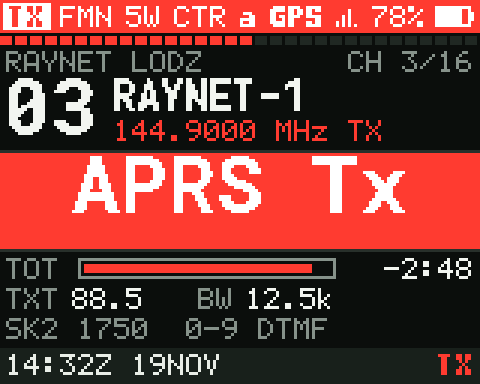 TX FMN 5W CTR a GPS 78%
RAYNET LODZ CH 3/16
03 RAYNET-1
144.9000 MHz TX
APRS Tx
TOT -2:48
TXT 88.5 BW 12.5k
SK2 1750 0-9 DTMF
14:32Z 19NOV TX